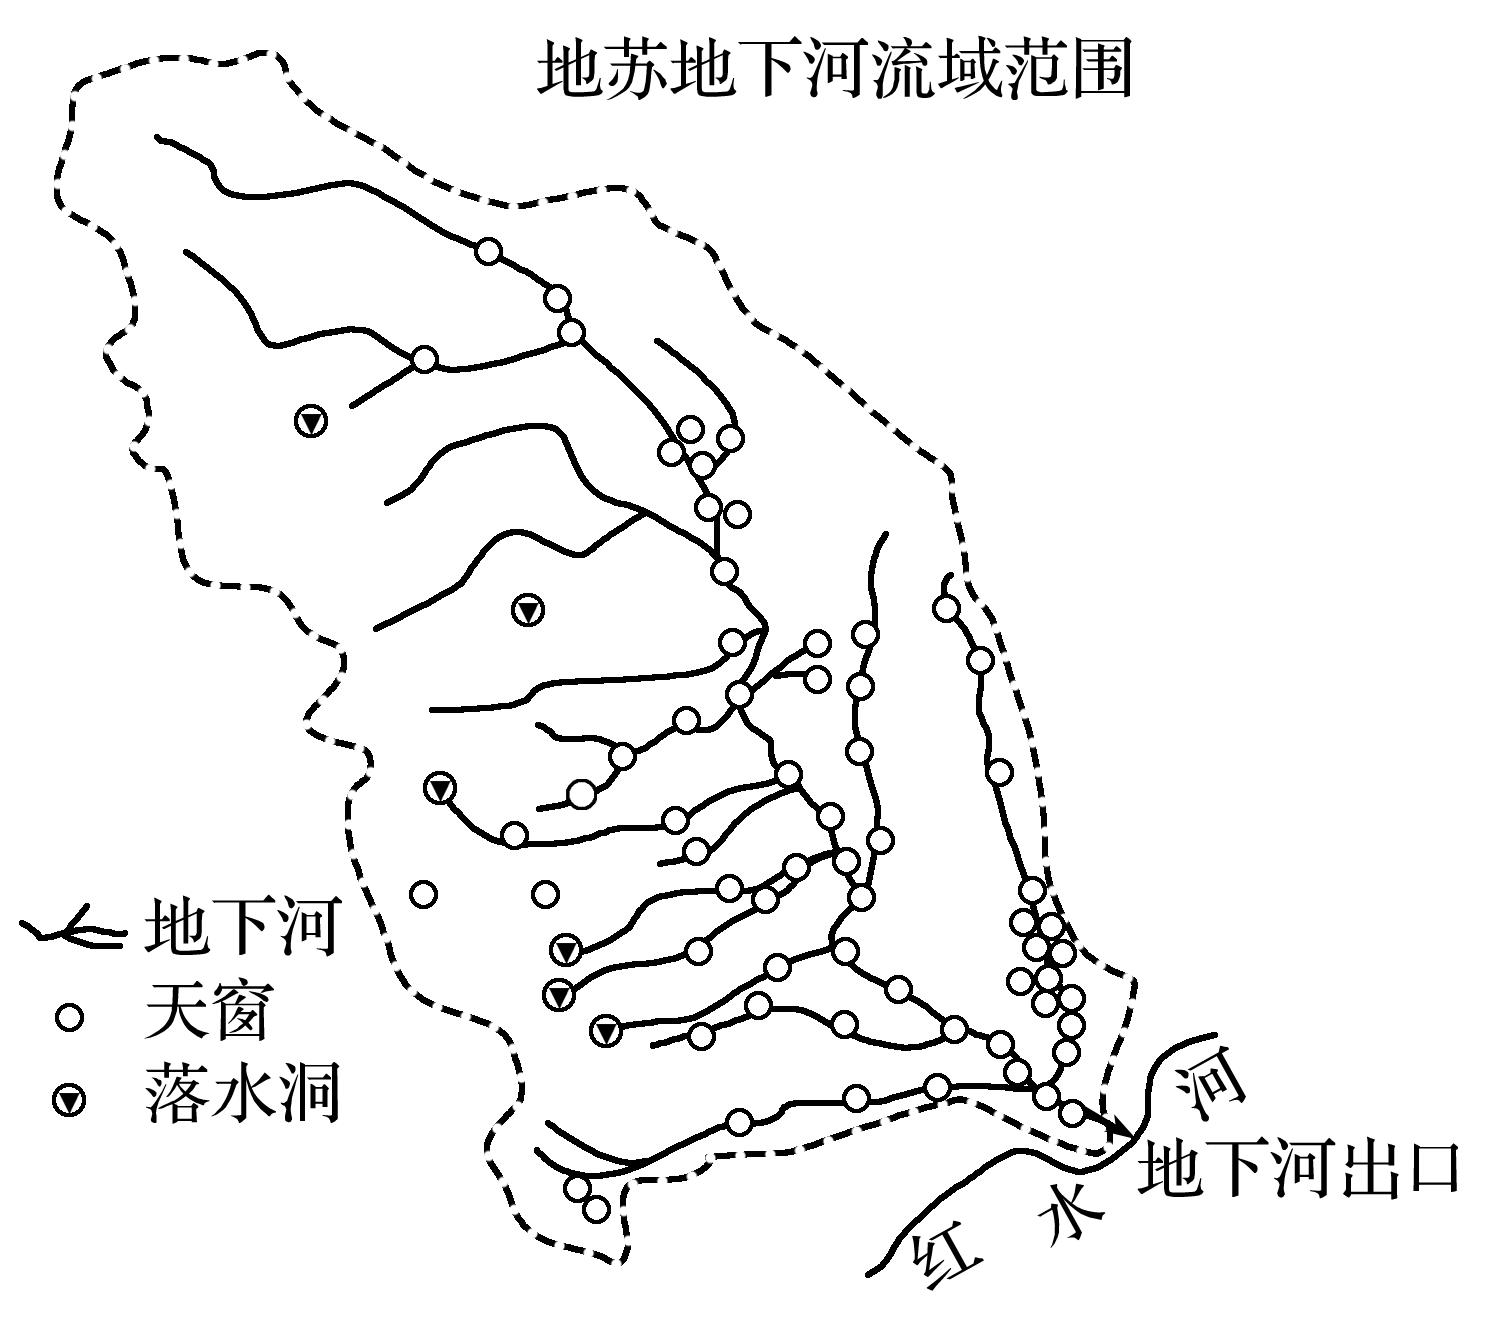 地苏地下河流域范围
地下河
天窗
落水洞
地下河出口
红水河